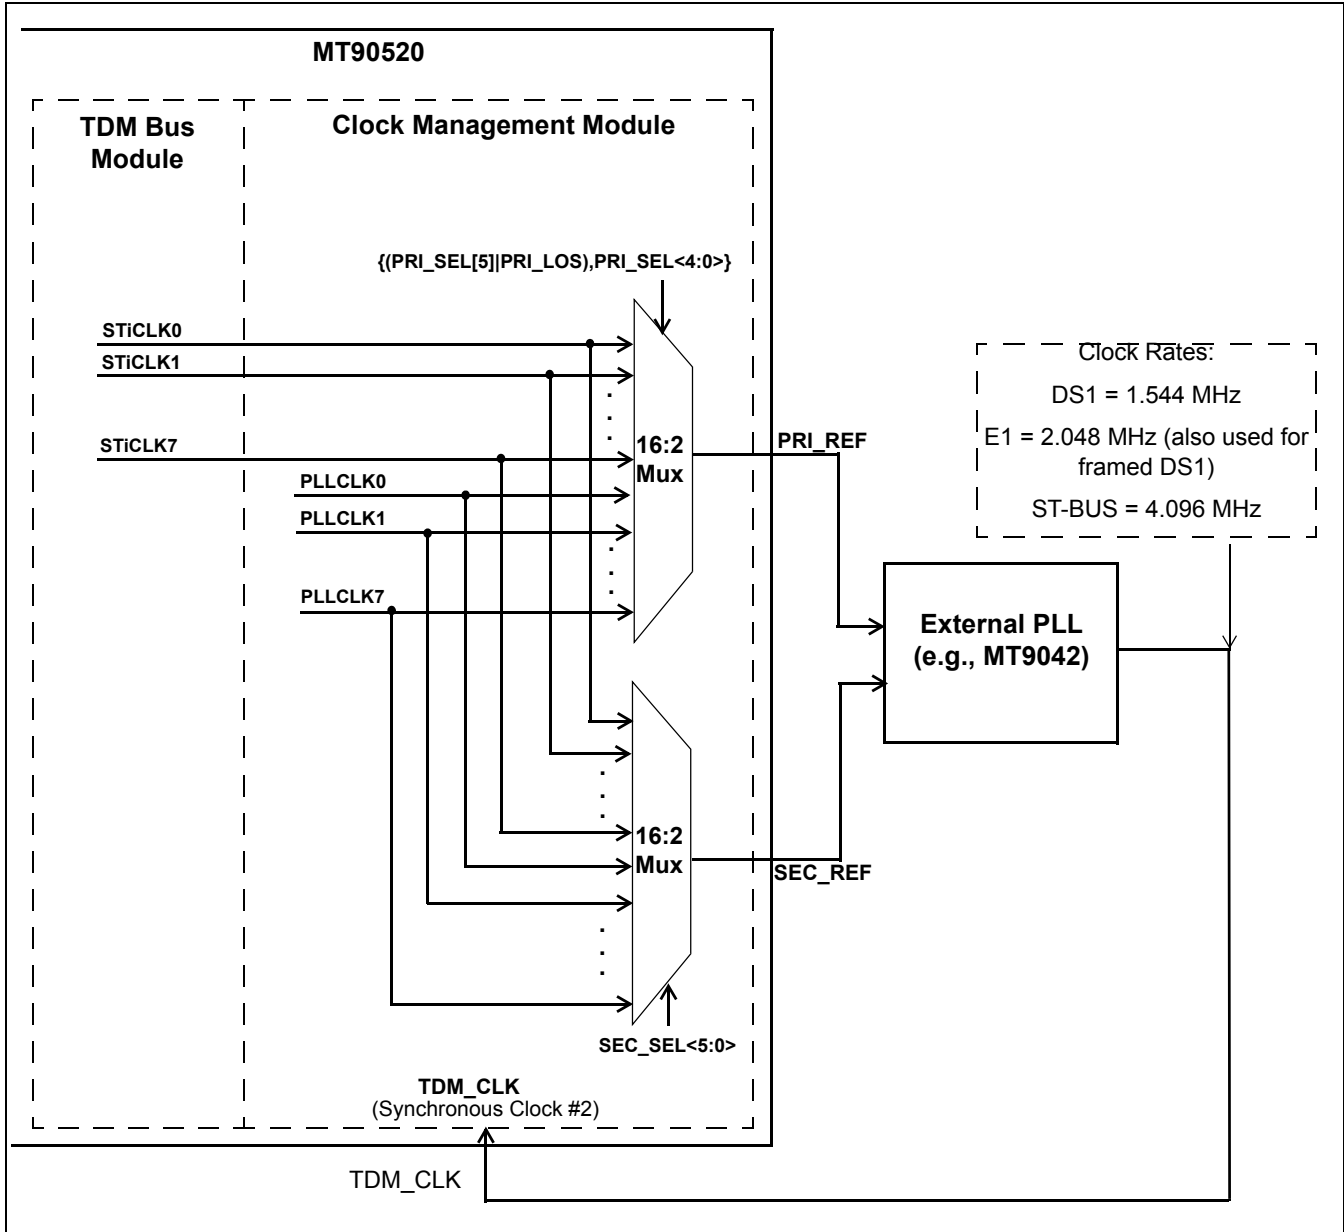 MT90520
TDM Bus
Module
Clock Management Module
{(PRI_SEL[5]|PRI_LOS),PRI_SEL<4:0>}
STiCLK0
STiCLK1
STiCLK7
PLLCLK0
PLLCLK1
PLLCLK7
16:2
Mux
PRI_REF
Clock Rates:
DS1 = 1.544 MHz
E1 = 2.048 MHz (also used for
framed DS1)
ST-BUS = 4.096 MHz
External PLL
(e.g., MT9042)
16:2
Mux
SEC_REF
SEC_SEL<5:0>
TDM_CLK
(Synchronous Clock #2)
TDM_CLK